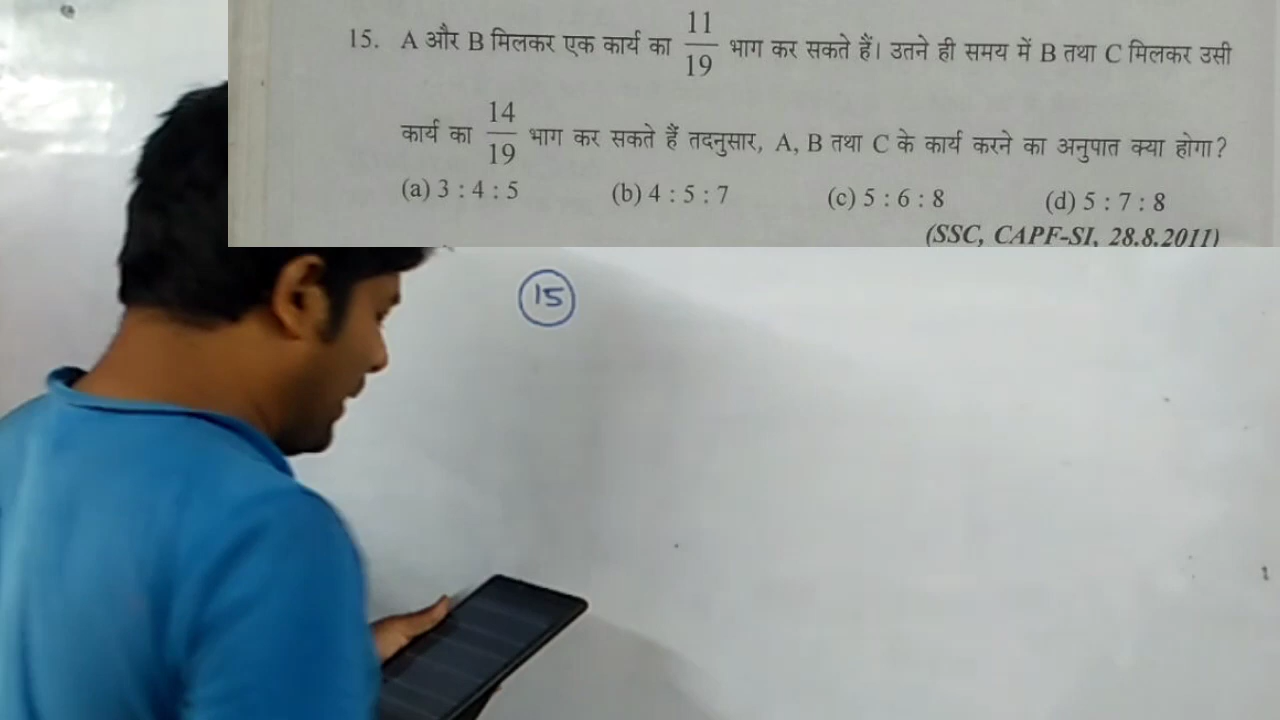 15. A और B मिलकर एक कार्य का 11/19 भाग कर सकते हैं। उतने ही समय में B तथा C मिलकर उसी
कार्य का 14/19 भाग कर सकते हैं तदनुसार, A, B तथा C के कार्य करने का अनुपात क्या होगा?
(a) 3 : 4 : 5 (b) 4 : 5 : 7 (c) 5 : 6 : 8 (d) 5 : 7 : 8
(SSC, CAPF-SI, 28.8.2011)
15